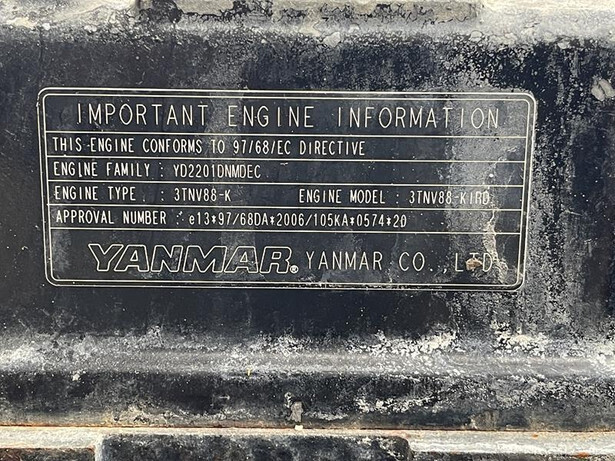 IMPORTANT ENGINE INFORMATION
THIS ENGINE CONFORMS TO 97/68/EC DIRECTIVE
ENGINE FAMILY : YD2201DNMDEC
ENGINE TYPE : 3TNV88-K ENGINE MODEL : 3TNV88-K1RD
APPROVAL NUMBER : e13*97/68DA*2006/105KA*0574*20
YANMAR® YANMAR CO.,LTD.